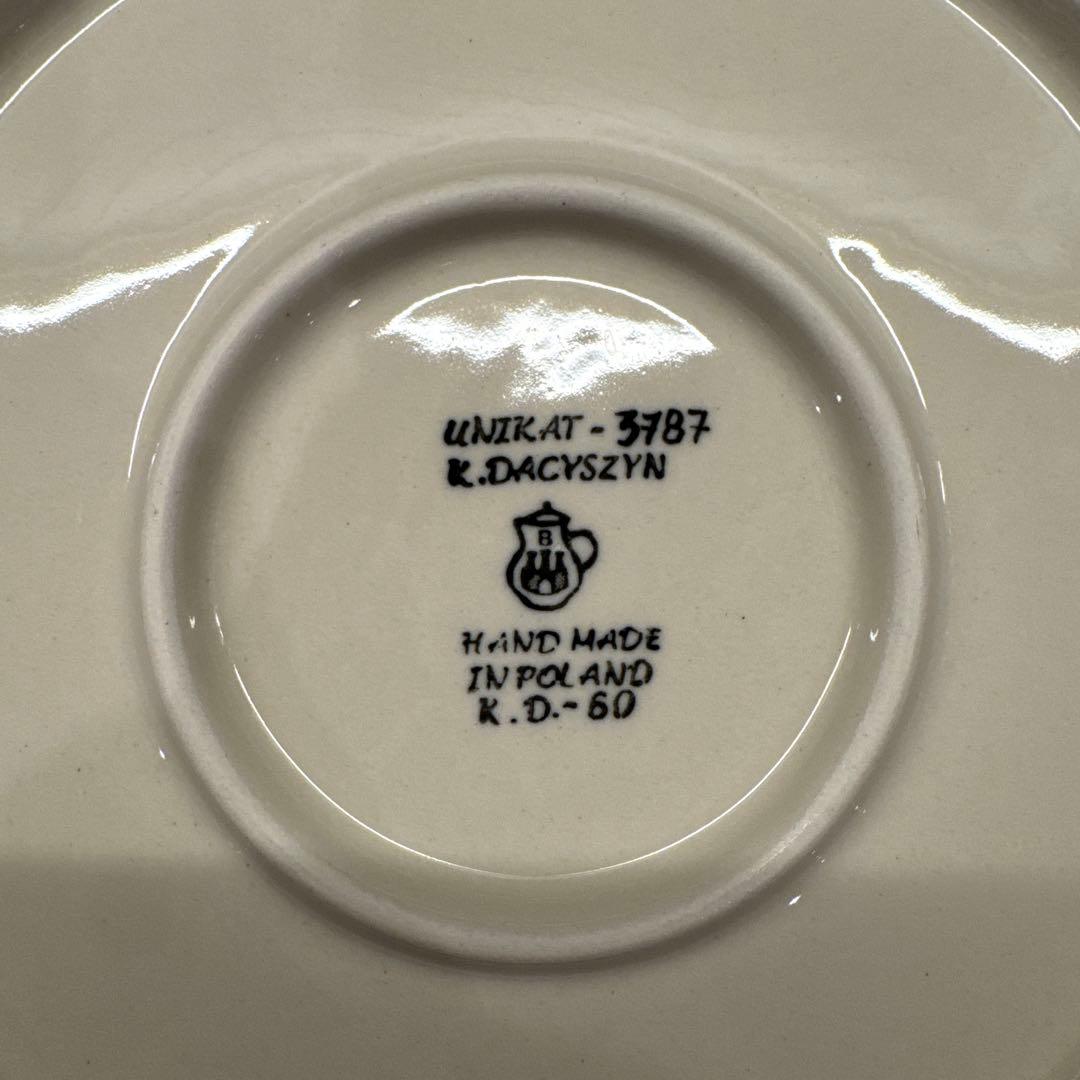 UNIKAT - 3787
K. DACYSZYN
B
HAND MADE
IN POLAND
K. D. - 60